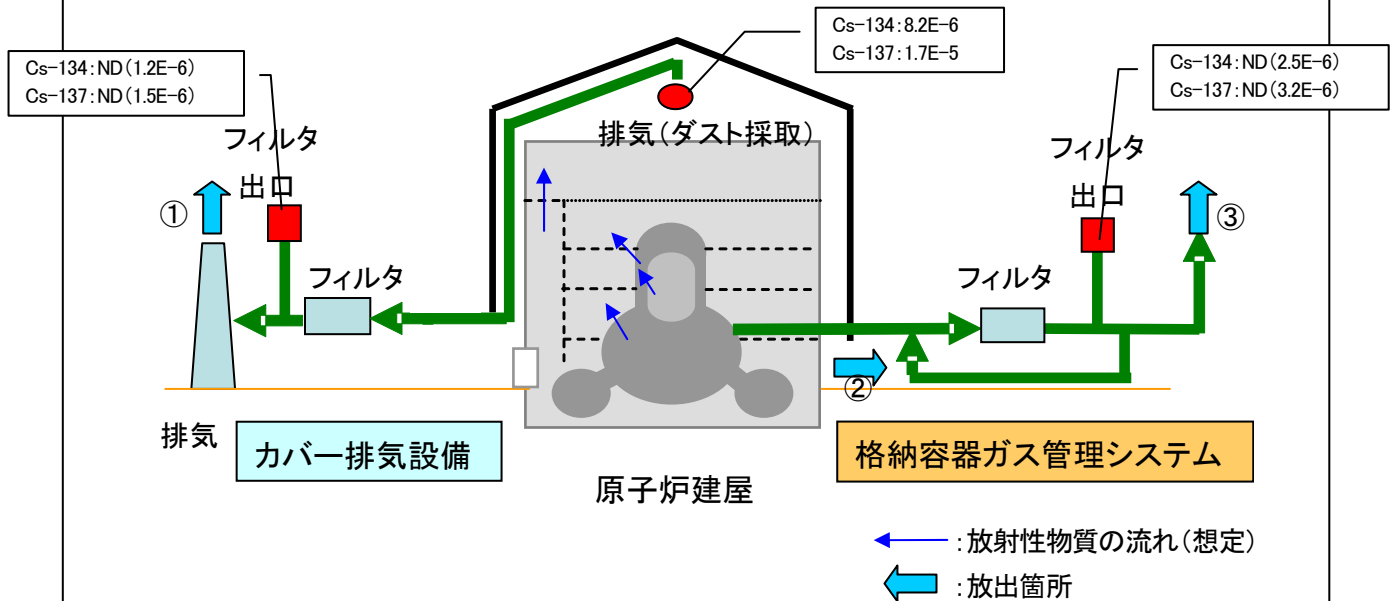 Cs-134:8.2E-6
Cs-137:1.7E-5
Cs-134:ND(1.2E-6)
Cs-137:ND(1.5E-6)
Cs-134:ND(2.5E-6)
Cs-137:ND(3.2E-6)
排気(ダスト採取)
フィルタ
出口
フィルタ
出口
①
③
フィルタ
フィルタ
②
排気
カバー排気設備
格納容器ガス管理システム
原子炉建屋
:放射性物質の流れ(想定)
:放出箇所